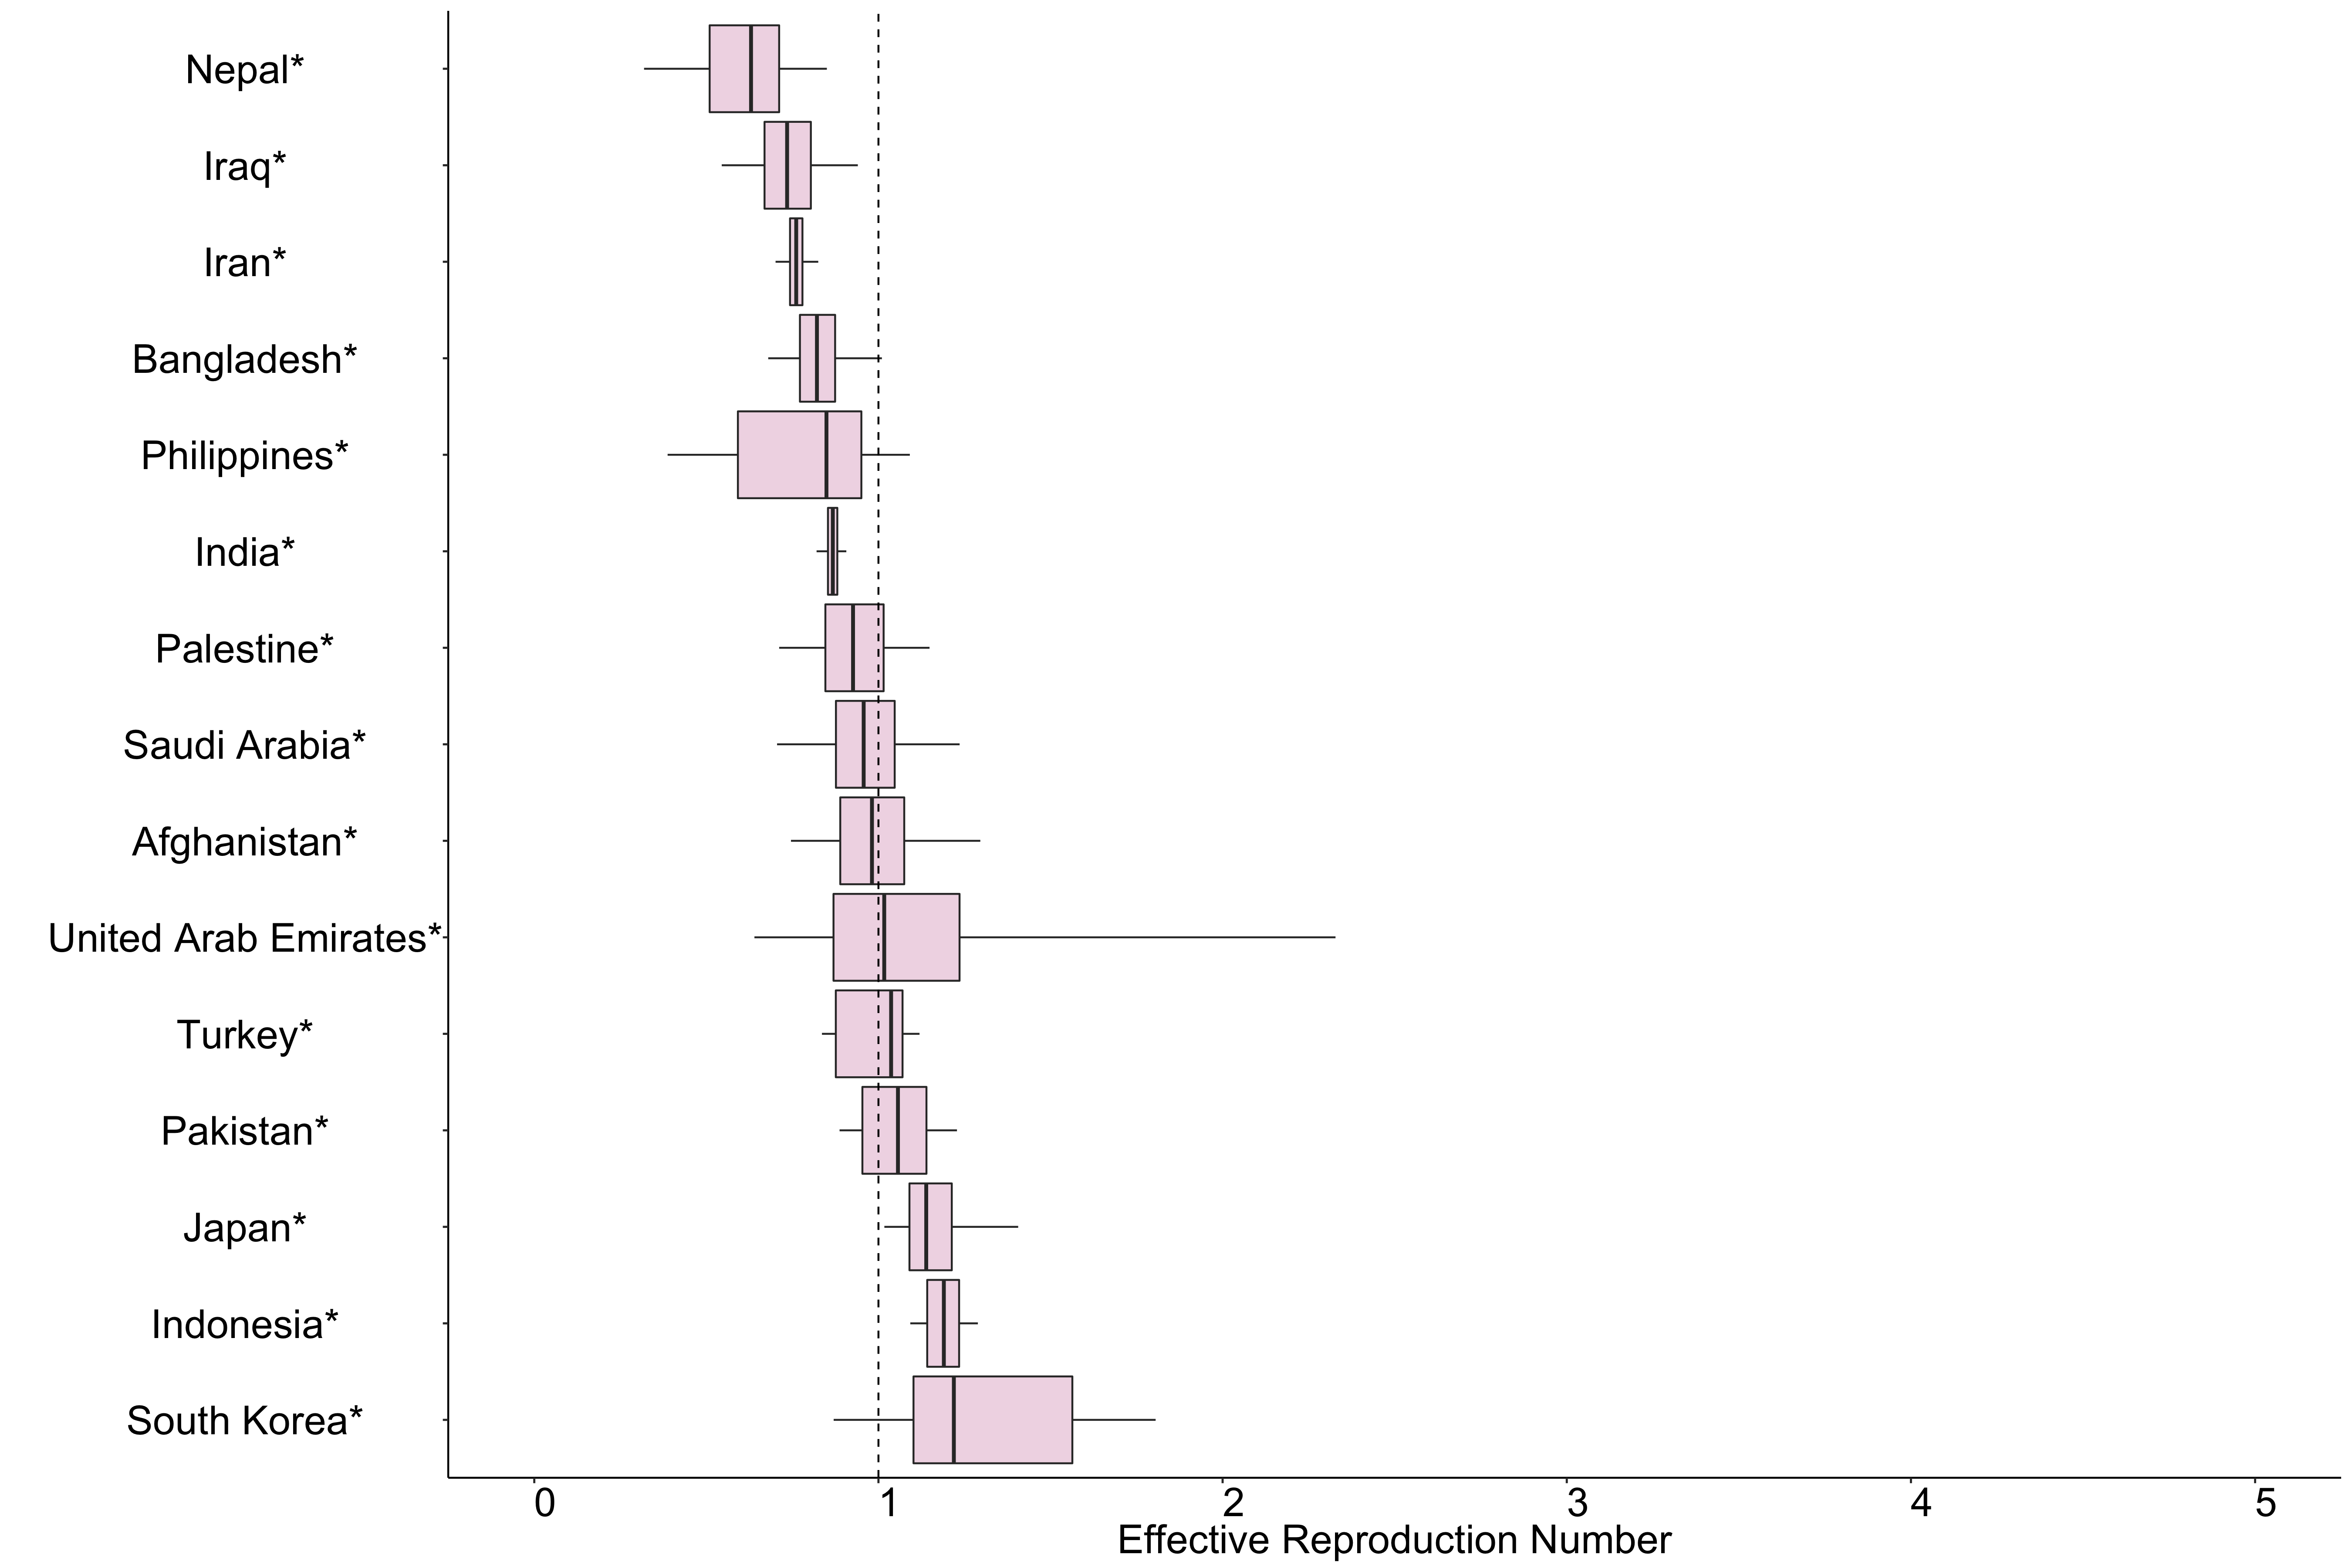 Nepal*
Iraq*
Iran*
Bangladesh*
Philippines*
India*
Palestine*
Saudi Arabia*
Afghanistan*
United Arab Emirates*
Turkey*
Pakistan*
Japan*
Indonesia*
South Korea*
0 1 2 3 4 5
Effective Reproduction Number